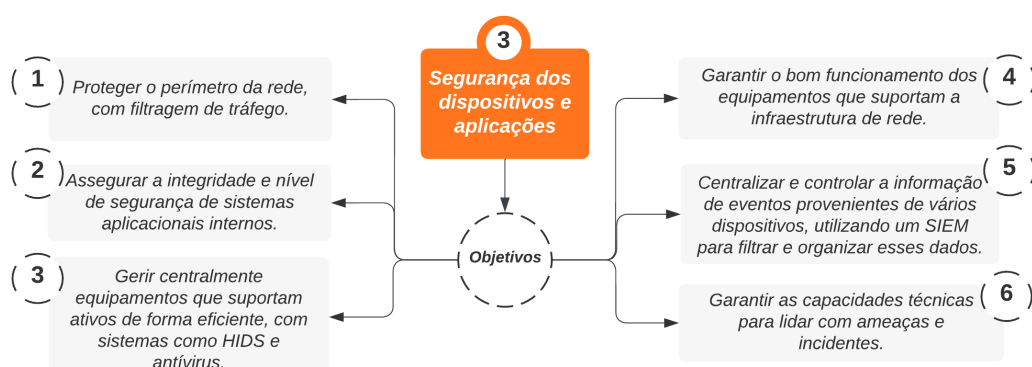 3
Segurança dos
dispositivos e
aplicações
Objetivos
1
Proteger o perímetro da rede,
com filtragem de tráfego.
2
Assegurar a integridade e nível
de segurança de sistemas
aplicacionais internos.
3
Gerir centralmente
equipamentos que suportam
ativos de forma eficiente, com
sistemas como HIDS e
antívirus.
4
Garantir o bom funcionamento dos
equipamentos que suportam a
infraestrutura de rede.
5
Centralizar e controlar a informação
de eventos provenientes de vários
dispositivos, utilizando um SIEM
para filtrar e organizar esses dados.
6
Garantir as capacidades técnicas
para lidar com ameaças e
incidentes.